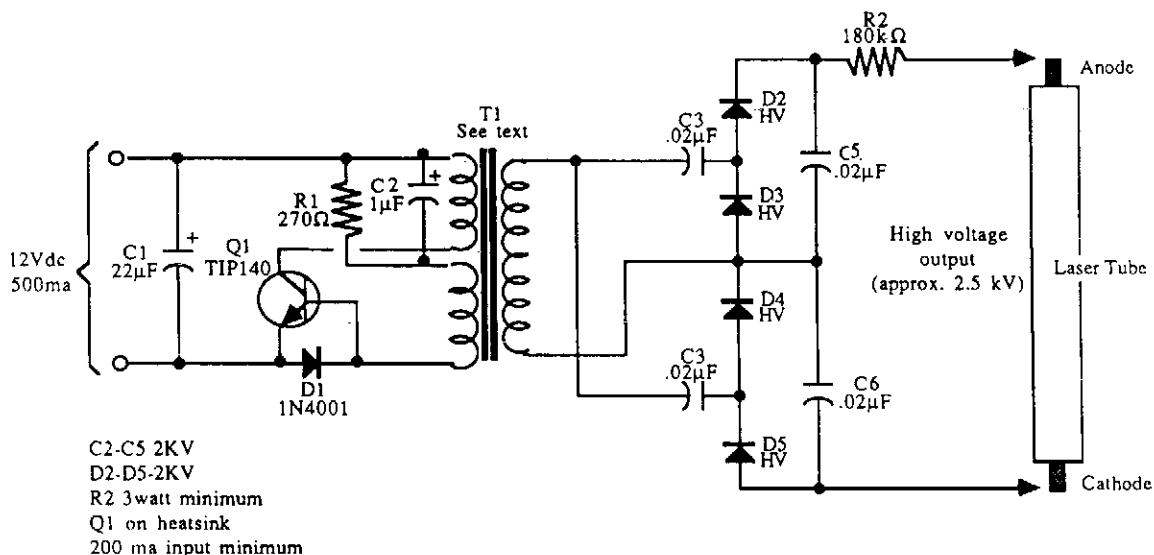 R2
180kΩ
Anode
T1
See text
D2
HV
C3
.02µF
C5
.02µF
C2
1µF
+
R1
270Ω
D3
HV
12Vdc
500ma
C1
22µF
+
Q1
TIP140
High voltage
output
(approx. 2.5 kV)
Laser Tube
D4
HV
C3
.02µF
C6
.02µF
D1
1N4001
D5
HV
Cathode
C2-C5 2KV
D2-D5-2KV
R2 3watt minimum
Q1 on heatsink
200 ma input minimum